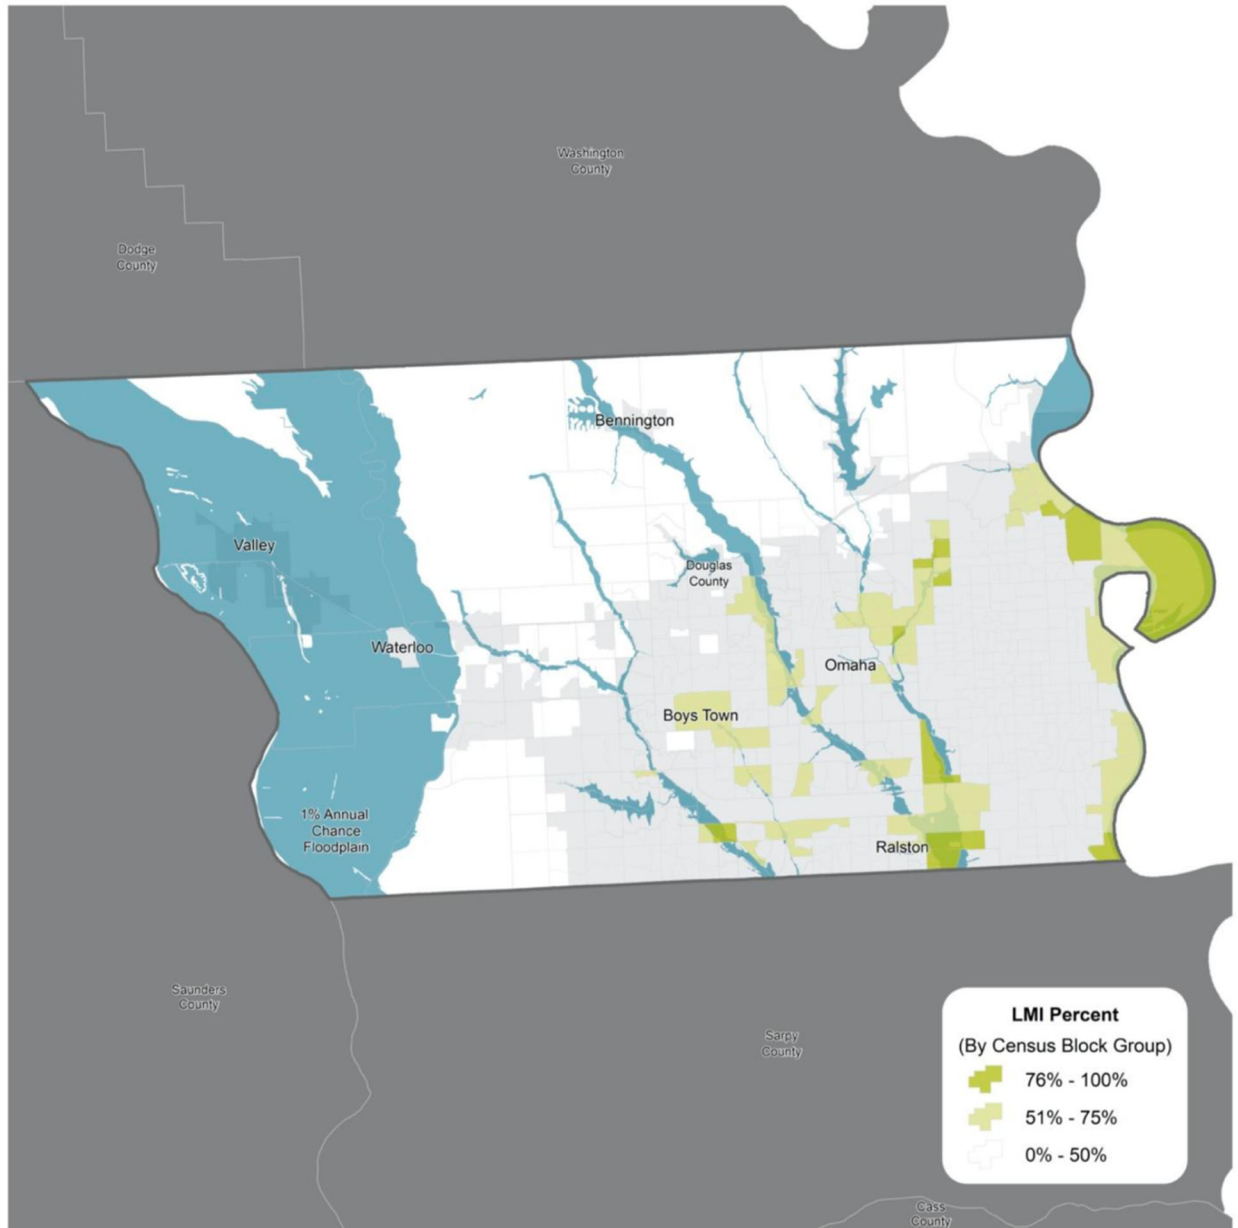 Washington
County
Dodge
County
Bennington
Valley
Douglas
County
Waterloo
Omaha
Boys Town
1% Annual
Chance
Floodplain
Ralston
Saunders
County
Sarpy
County
LMI Percent
(By Census Block Group)
76% - 100%
51% - 75%
0% - 50%
Cass
County